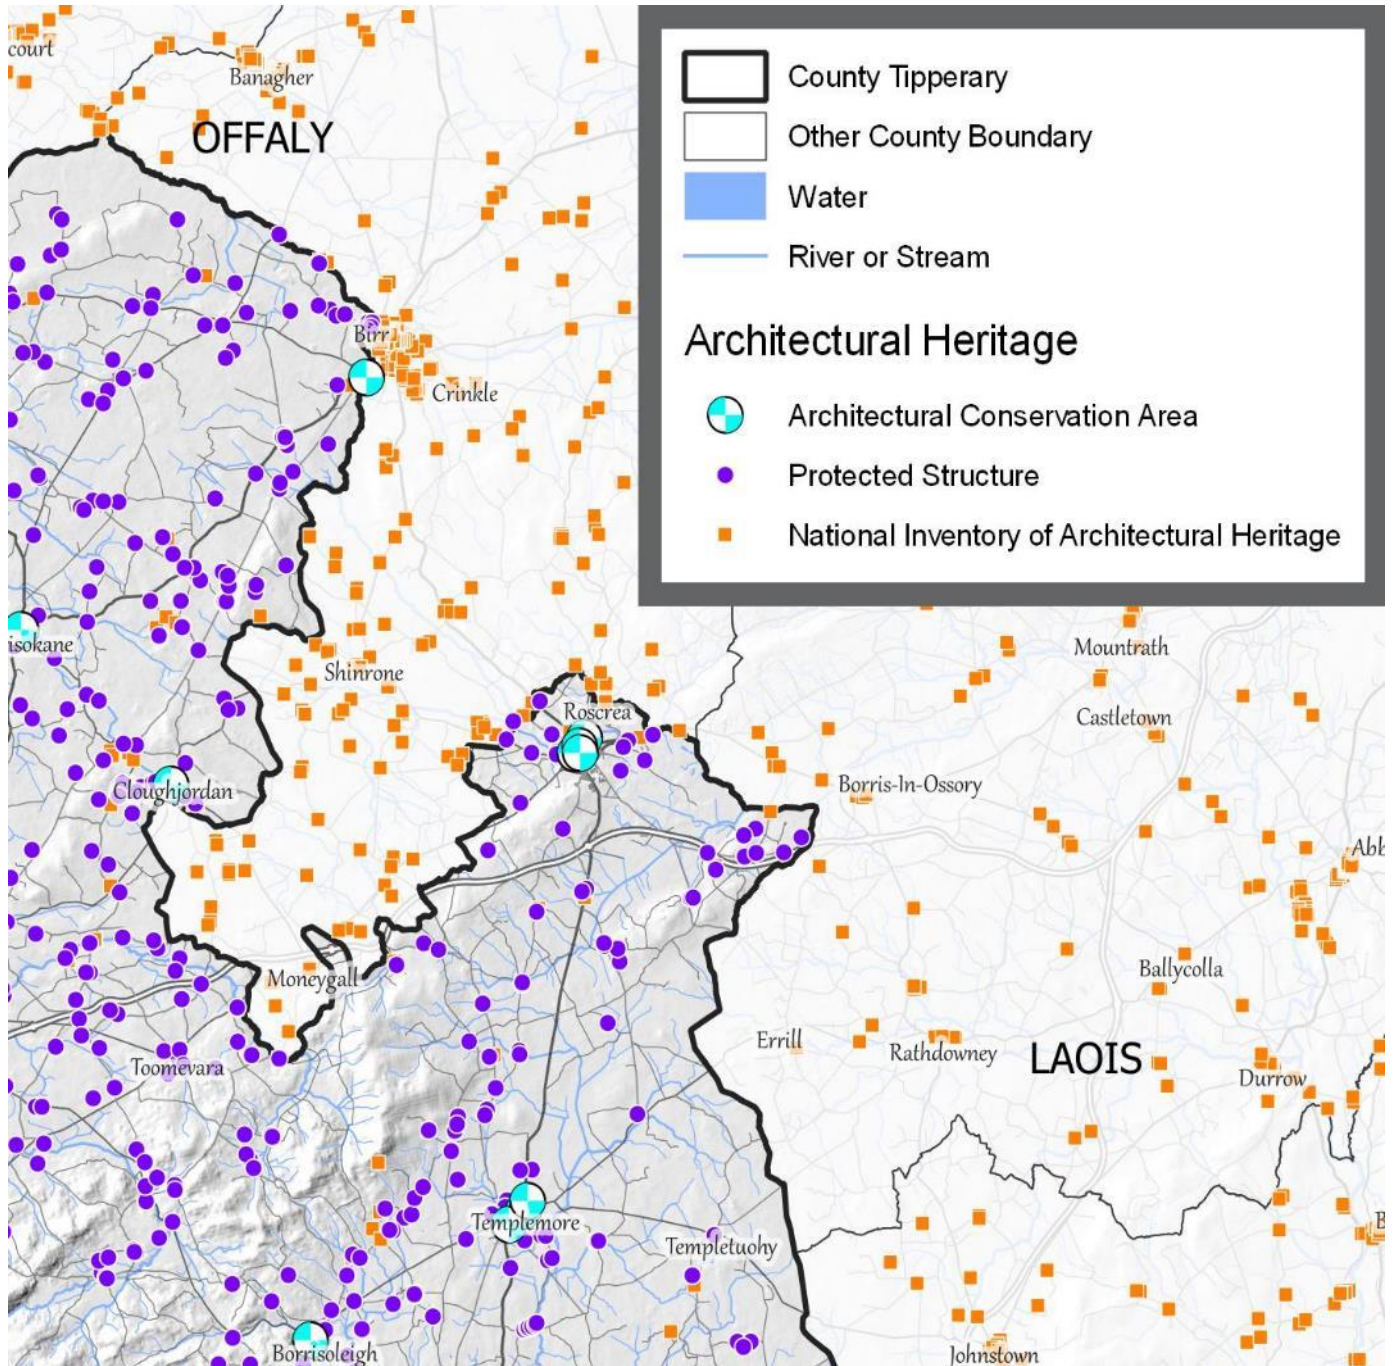 court
Banagher
OFFALY
County Tipperary
Other County Boundary
Water
River or Stream
Architectural Heritage
Architectural Conservation Area
Protected Structure
National Inventory of Architectural Heritage
Birr
Crinkle
isokane
Shinrone
Mountrath
Roscrea
Castletown
Cloughjordan
Borris-In-Ossory
Abb
Moneygall
Ballycolla
Errill
Rathdowney
LAOIS
Toomevara
Durrow
Templemore
Templetuohy
B
Borrisoleigh
Johnstown